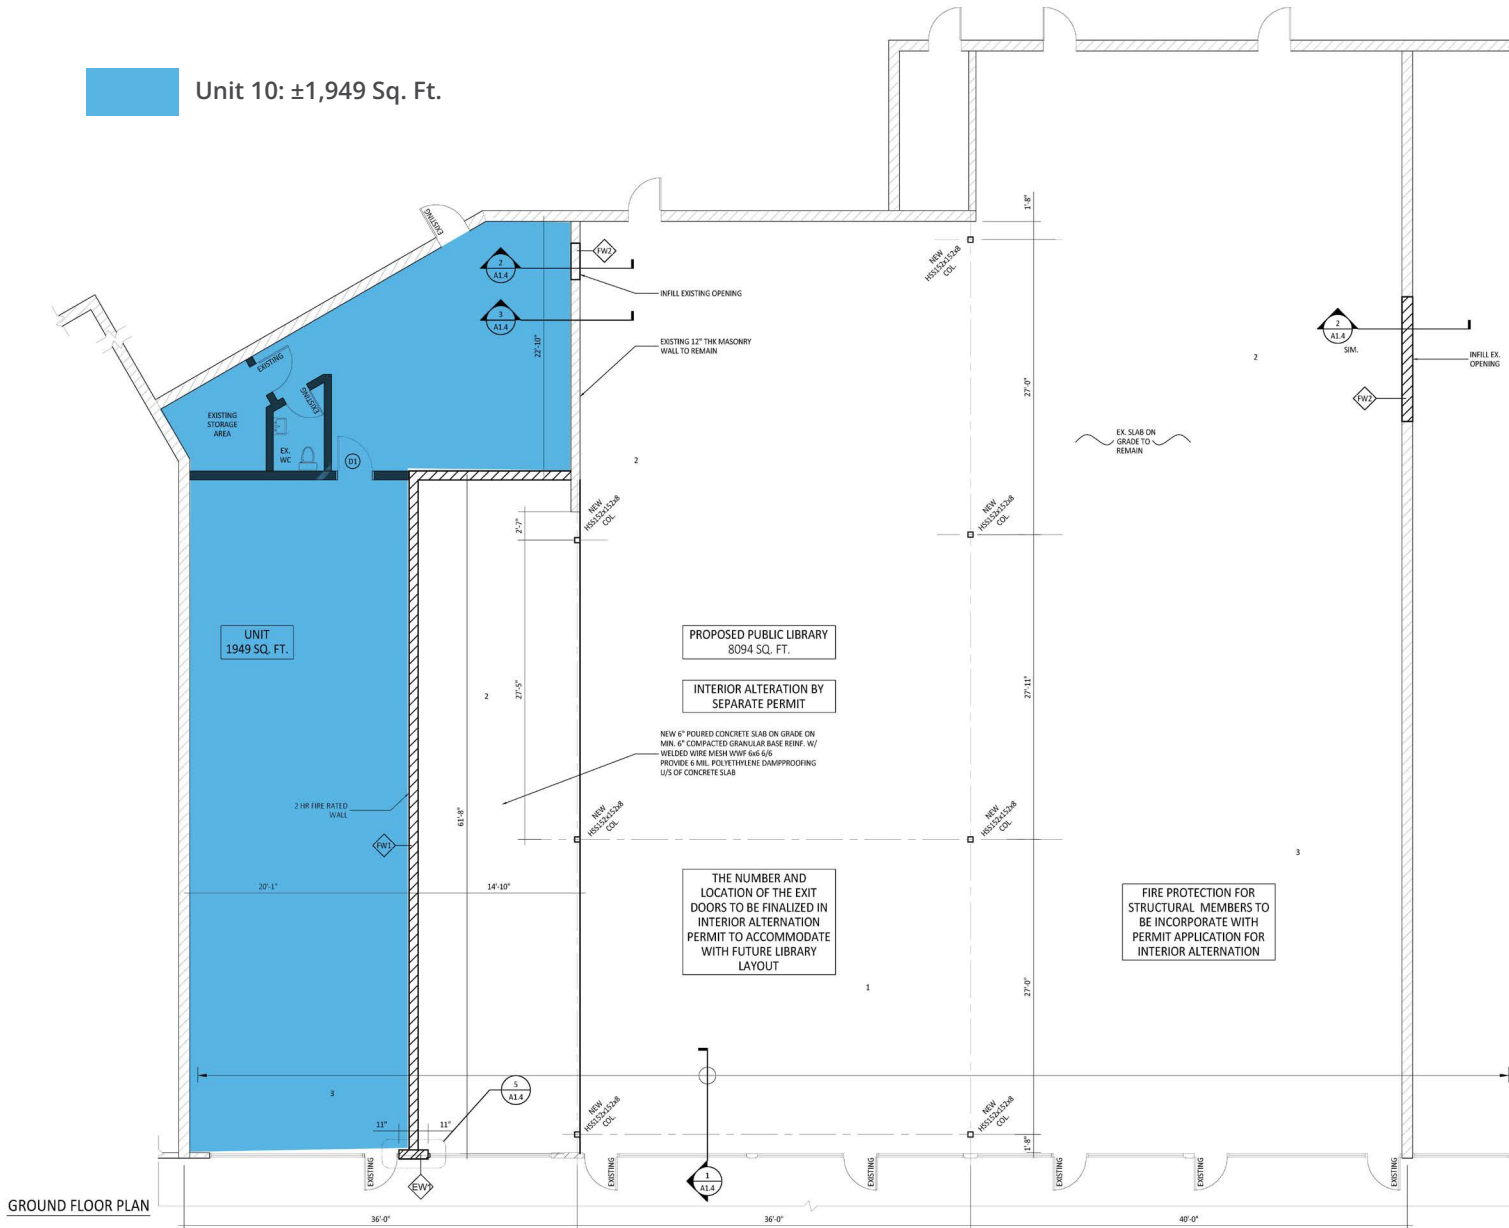 Unit 10: ±1,949 Sq. Ft.
EXISTING
2
A1.4
FW2
INFILL EXISTING OPENING
3
A1.4
EXISTING 12" THK MASONRY
WALL TO REMAIN
22'-10"
1'-8"
NEW
HSS152x152x8
COL.
27'-0"
2
A1.4
SIM.
INFILL EX.
OPENING
FW2
2
EX. SLAB ON
GRADE TO
REMAIN
EXISTING
EXISTING
EXISTING
STORAGE
AREA
EX.
WC
D1
2
2'-7"
NEW
HSS152x152x8
COL.
NEW
HSS152x152x8
COL.
UNIT
1949 SQ. FT.
PROPOSED PUBLIC LIBRARY
8094 SQ. FT.
INTERIOR ALTERATION BY
SEPARATE PERMIT
2
27'-5"
27'-11"
NEW 6" POURED CONCRETE SLAB ON GRADE ON
MIN. 6" COMPACTED GRANULAR BASE REINF. W/
WELDED WIRE MESH WWF 6x6 6/6
PROVIDE 6 MIL. POLYETHYLENE DAMPPROOFING
U/S OF CONCRETE SLAB
2 HR FIRE RATED
WALL
61'-8"
FW1
NEW
HSS152x152x8
COL.
NEW
HSS152x152x8
COL.
3
20'-1"
14'-10"
THE NUMBER AND
LOCATION OF THE EXIT
DOORS TO BE FINALIZED IN
INTERIOR ALTERNATION
PERMIT TO ACCOMMODATE
WITH FUTURE LIBRARY
LAYOUT
FIRE PROTECTION FOR
STRUCTURAL MEMBERS TO
BE INCORPORATE WITH
PERMIT APPLICATION FOR
INTERIOR ALTERNATION
1
27'-0"
3
5
A1.4
11"
11"
NEW
HSS152x152x8
COL.
NEW
HSS152x152x8
COL.
1'-8"
EXISTING
EW1
EXISTING
1
A1.4
EXISTING
EXISTING
EXISTING
EXISTING
GROUND FLOOR PLAN
36'-0"
36'-0"
40'-0"